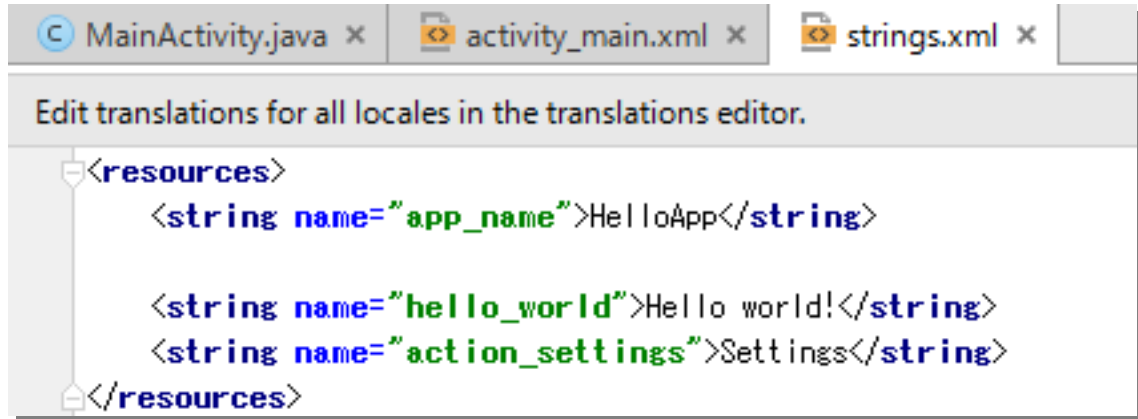 MainActivity.java × activity_main.xml × strings.xml ×
Edit translations for all locales in the translations editor.
<resources>
<string name="app_name">HelloApp</string>
<string name="hello_world">Hello world!</string>
<string name="action_settings">Settings</string>
</resources>